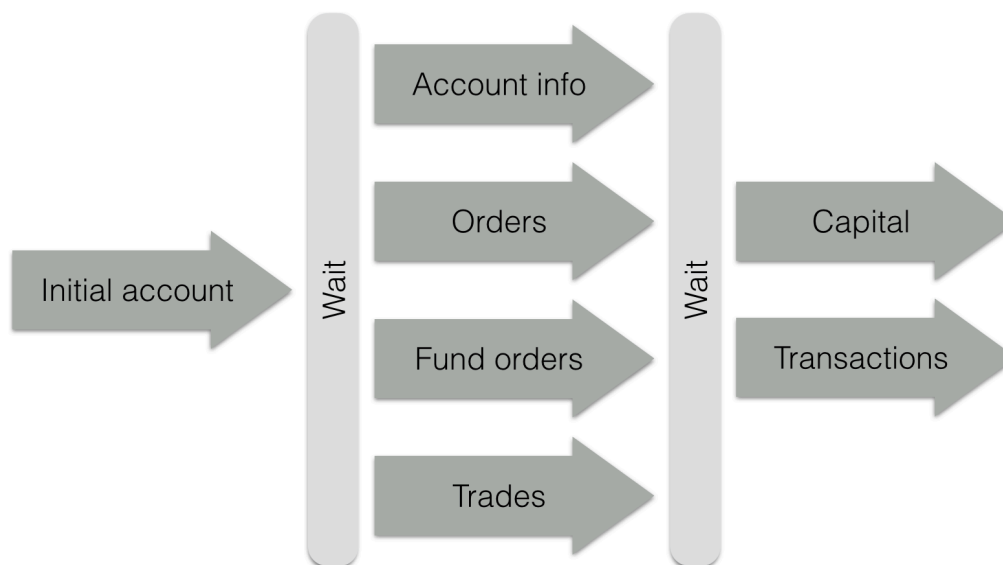 Initial account
Wait
Account info
Orders
Fund orders
Trades
Wait
Capital
Transactions